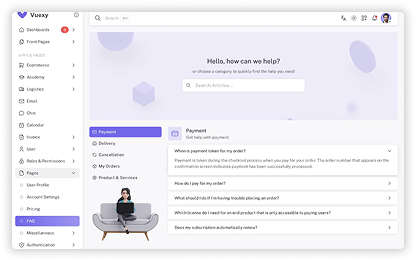 Vuexy
Search
Dashboards
Front Pages
APPS & PAGES
Ecommerce
Academy
Logistics
Email
Chat
Calendar
Invoice
User
Roles & Permissions
Pages
User Profile
Account Settings
Pricing
FAQ
Miscellaneous
Authentication
Hello, how can we help?
or choose a category to quickly find the help you need
Search Articles...
Payment
Delivery
Cancellation
My Orders
Product & Services
Payment
Get help with payment
When is payment taken for my order?
Payment is taken during the checkout process when you pay for your order. The order number that appears on the
confirmation screen indicates payment has been successfully processed.
How do I pay for my order?
What should I do if I'm having trouble placing an order?
Which license do I need for an end product that is only accessible to paying users?
Does my subscription automatically renew?